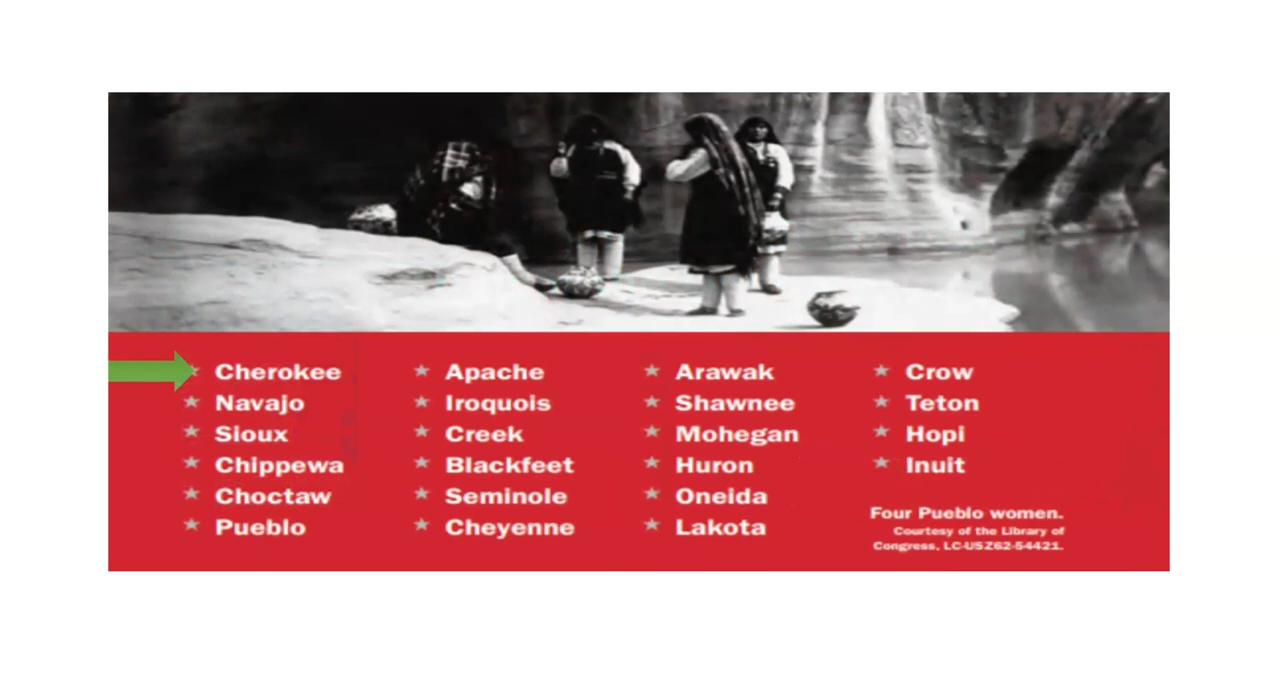 Cherokee
Navajo
Sioux
Chippewa
Choctaw
Pueblo
Apache
Iroquois
Creek
Blackfeet
Seminole
Cheyenne
Arawak
Shawnee
Mohegan
Huron
Oneida
Lakota
Crow
Teton
Hopi
Inuit
Four Pueblo women.
Courtesy of the Library of
Congress, LC-USZ62-54421.